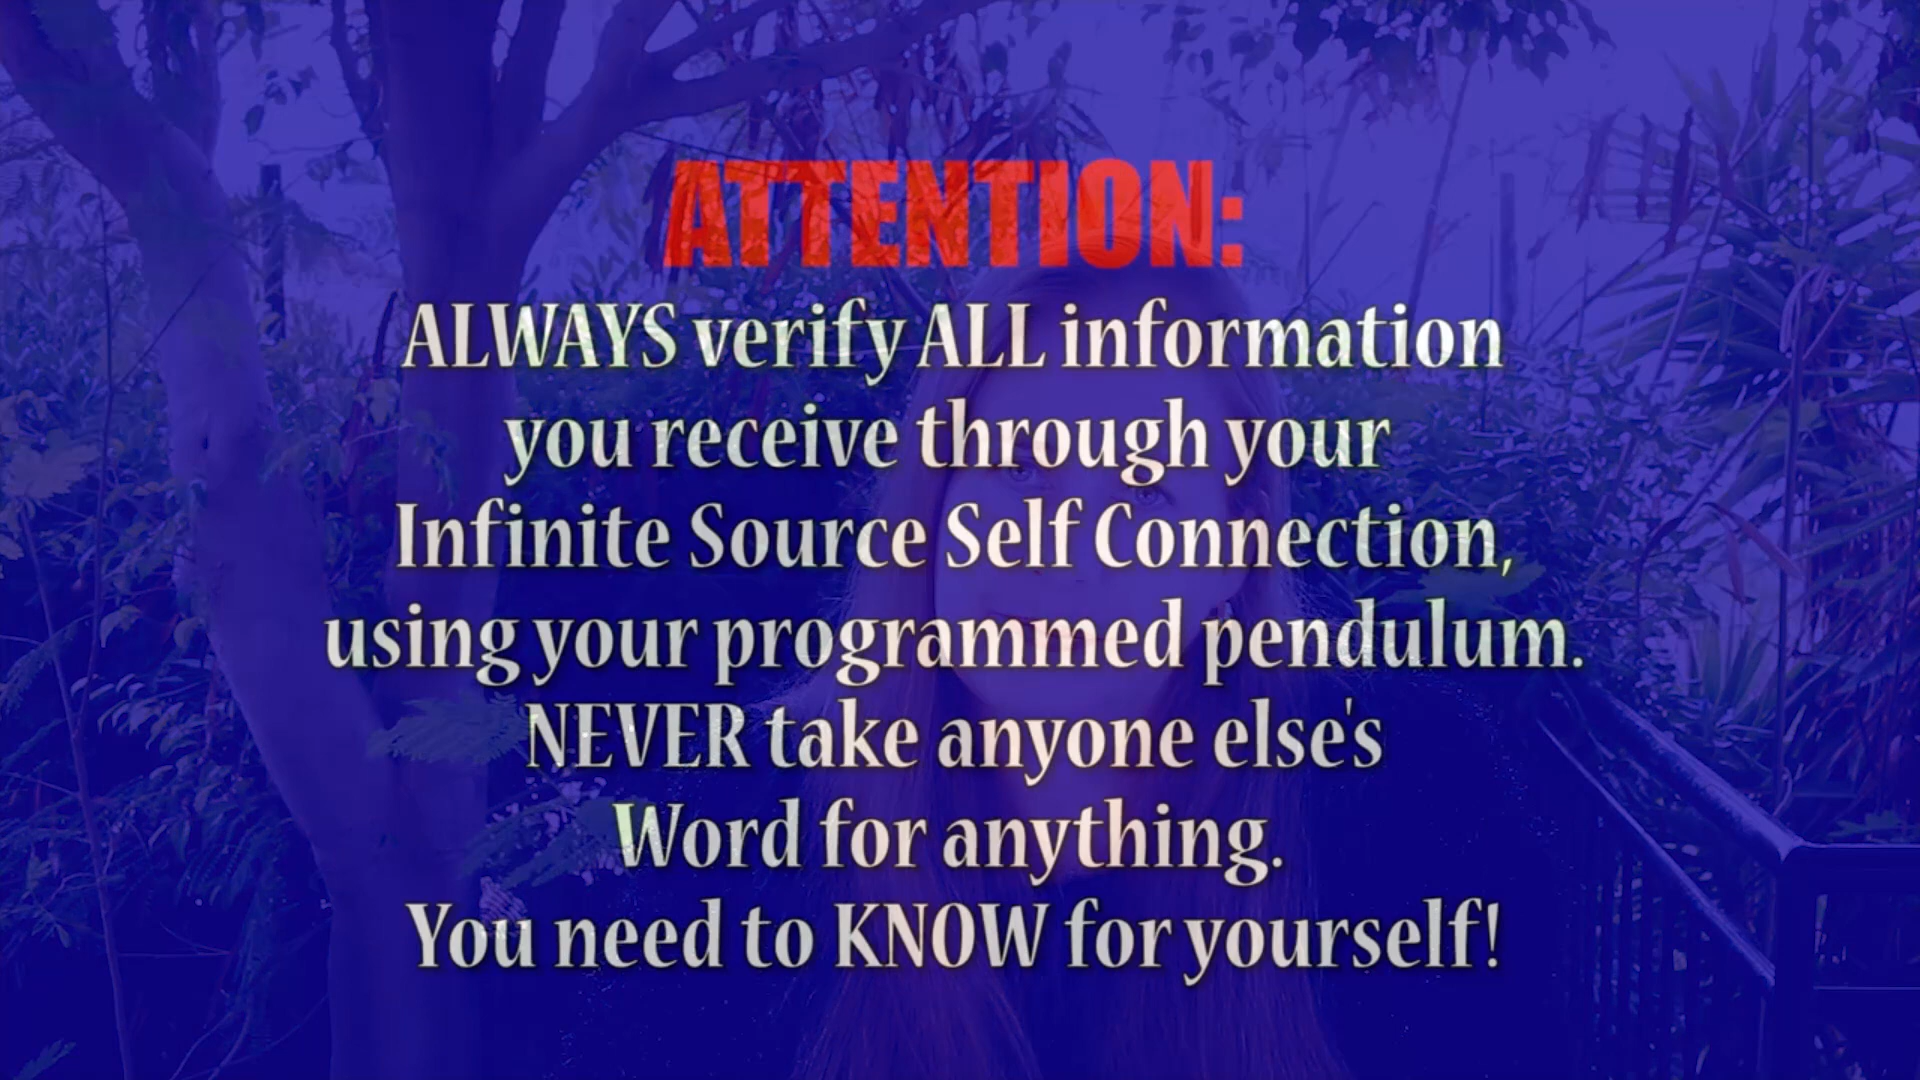 ATTENTION:
ALWAYS verify ALL information
you receive through your
Infinite Source Self Connection,
using your programmed pendulum.
NEVER take anyone else's
Word for anything.
You need to KNOW for yourself!